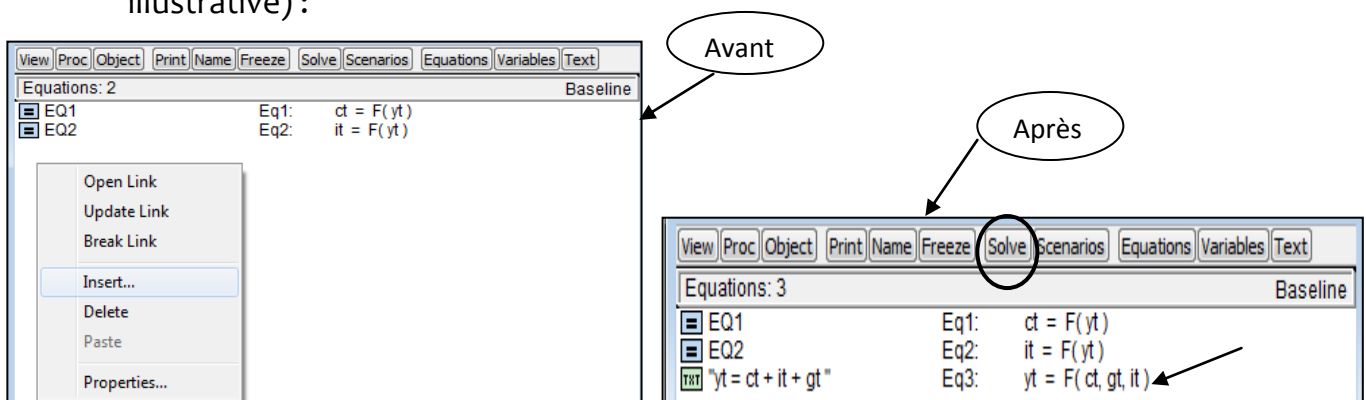 illustrative) :
Avant
View Proc Object Print Name Freeze Solve Scenarios Equations Variables Text
Equations: 2 Baseline
EQ1 Eq1: ct = F( yt )
EQ2 Eq2: it = F( yt )
Open Link
Update Link
Break Link
Insert...
Delete
Paste
Properties...
Après
View Proc Object Print Name Freeze Solve Scenarios Equations Variables Text
Equations: 3 Baseline
EQ1 Eq1: ct = F( yt )
EQ2 Eq2: it = F( yt )
TXT "yt = ct + it + gt " Eq3: yt = F( ct, gt, it )